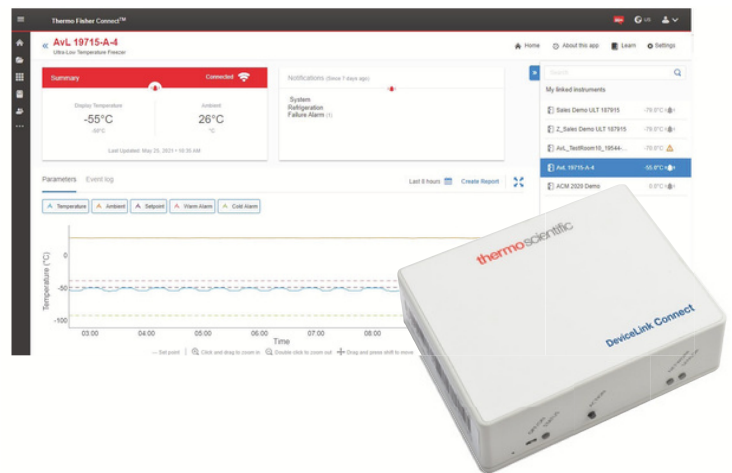 Thermo Fisher Connect™
US
AvL 19715-A-4
Ultra-Low Temperature Freezer
Home
About this app
Learn
Settings
Summary
Connected
Display Temperature
Ambient
-55°C
26°C
°C
Last Updated: May 25, 2021 • 10:30 AM
Notifications (Since 7 days ago)
System
Refrigeration
Failure Alarm (1)
Search
My linked instruments
Sales Demo ULT 187915
-79.0°C
Z_Sales Demo ULT 187915
-79.0°C
AvL_TestRoom10_19544-...
-70.0°C
AvL 19715-A-4
-55.0°C
ACM 2020 Demo
0.0°C
Parameters
Event log
Last 8 hours
Create Report
Temperature
Ambient
Setpoint
Warm Alarm
Cold Alarm
Temperature (°C)
0
-50
-100
03:00
04:00
05:00
06:00
07:00
08:00
Time
Set point
Click and drag to zoom in
Double click to zoom out
Drag and press shift to move
thermo scientific
DeviceLink Connect